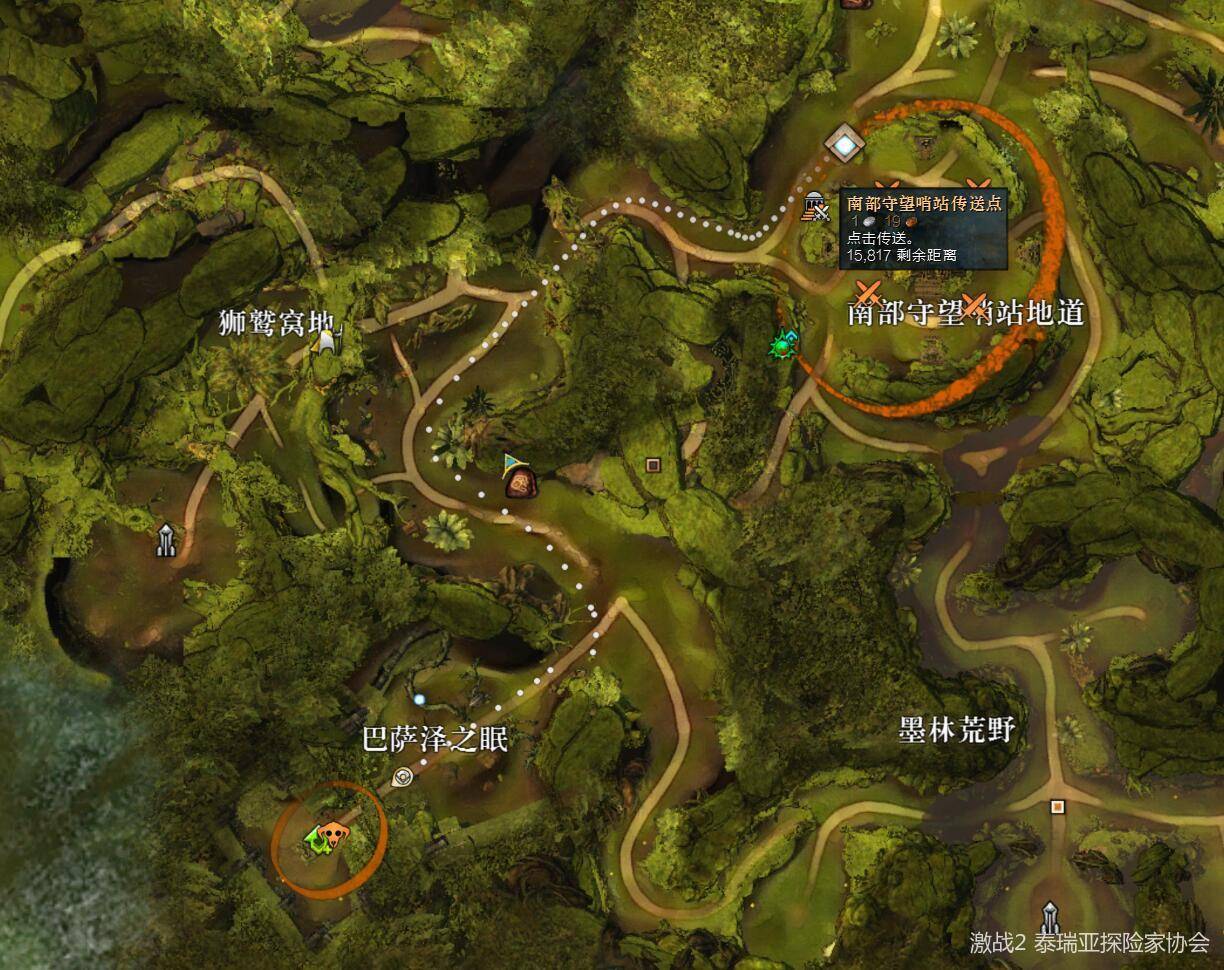 南部守望哨站传送点
1 19
点击传送。
15,817 剩余距离
南部守望哨站地道
狮鹫窝地
墨林荒野
巴萨泽之眠
激战2 泰瑞亚探险家协会